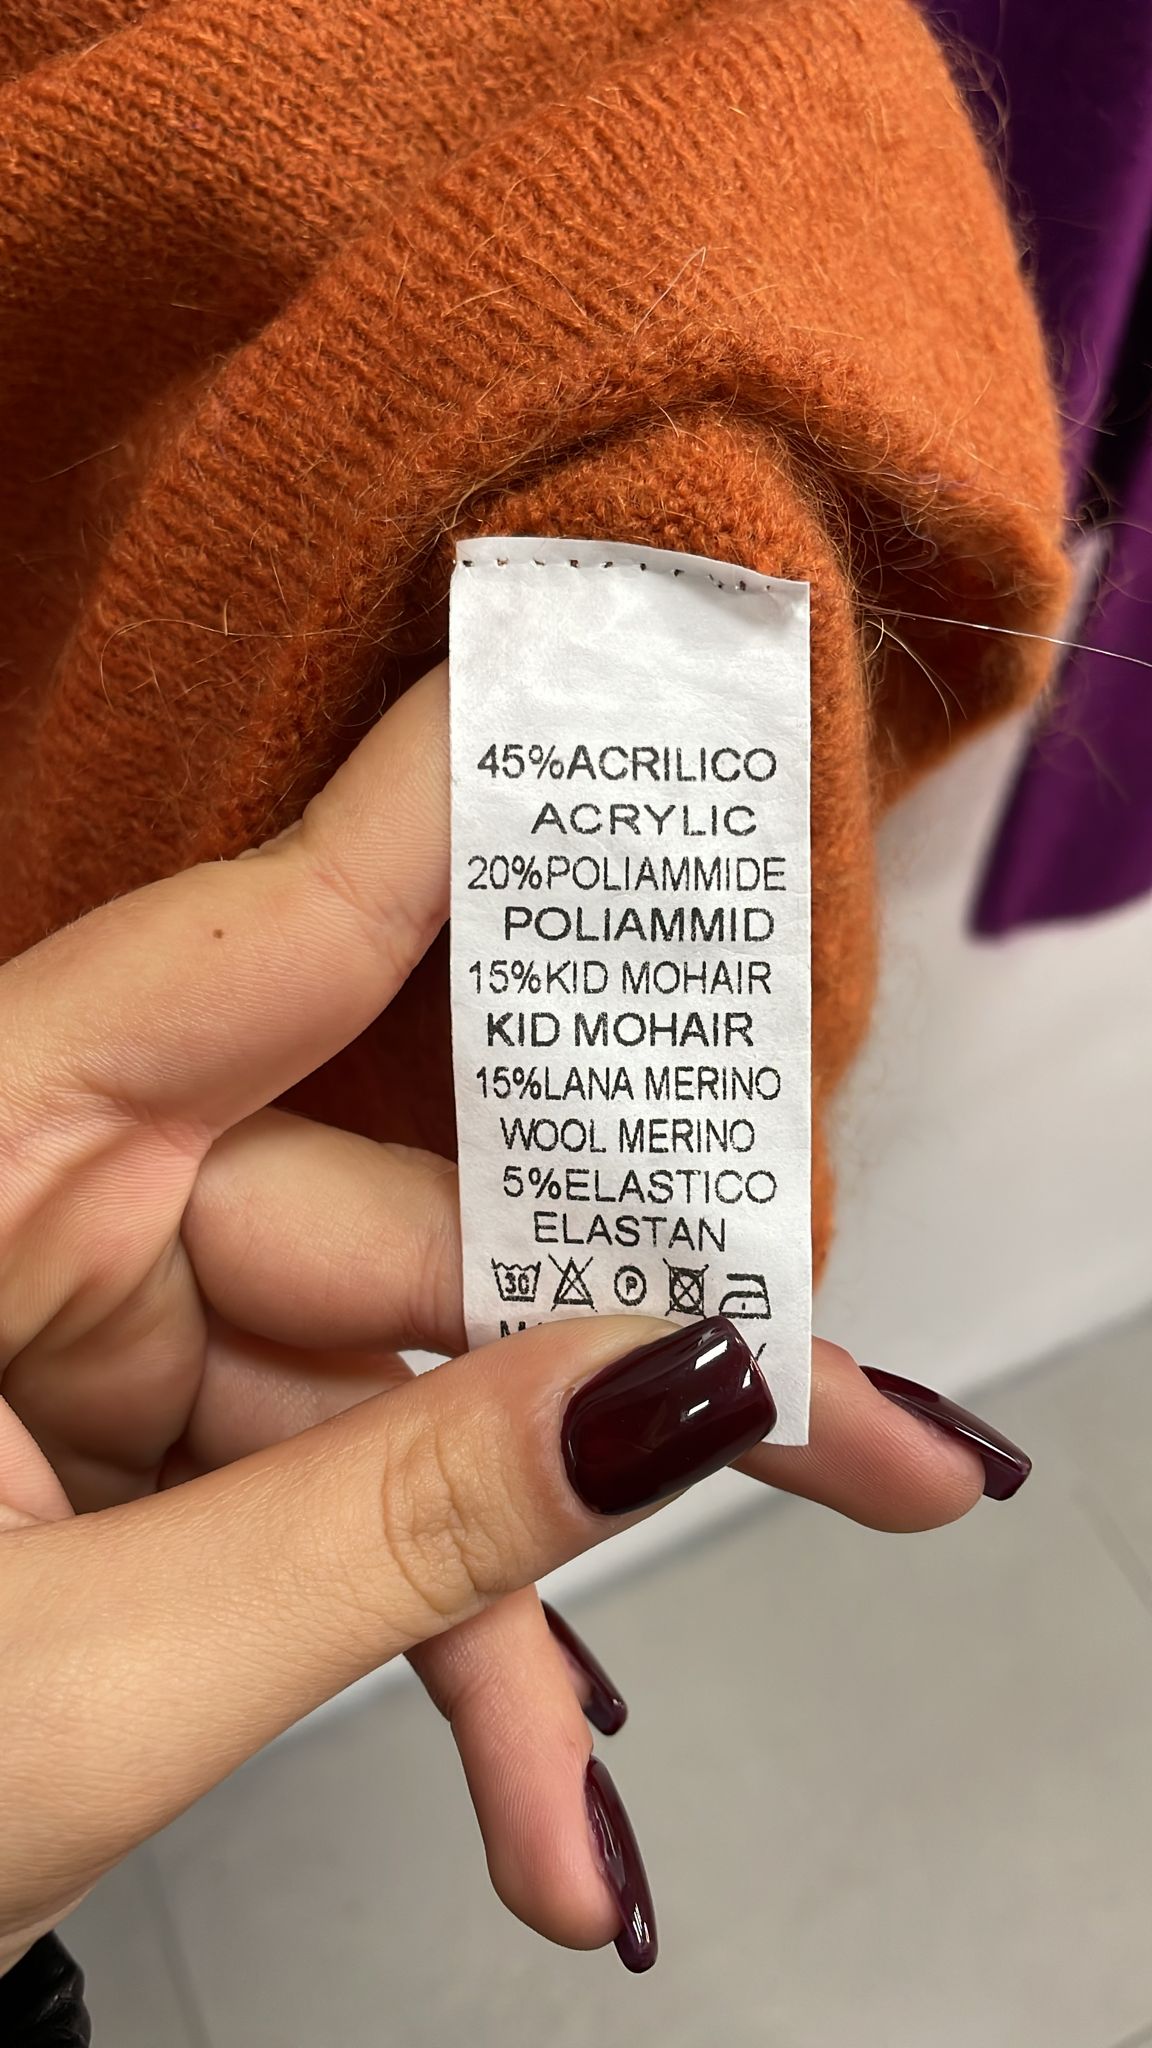 45%ACRILICO
ACRYLIC
20%POLIAMMIDE
POLIAMMID
15%KID MOHAIR
KID MOHAIR
15%LANA MERINO
WOOL MERINO
5%ELASTICO
ELASTAN
30
P